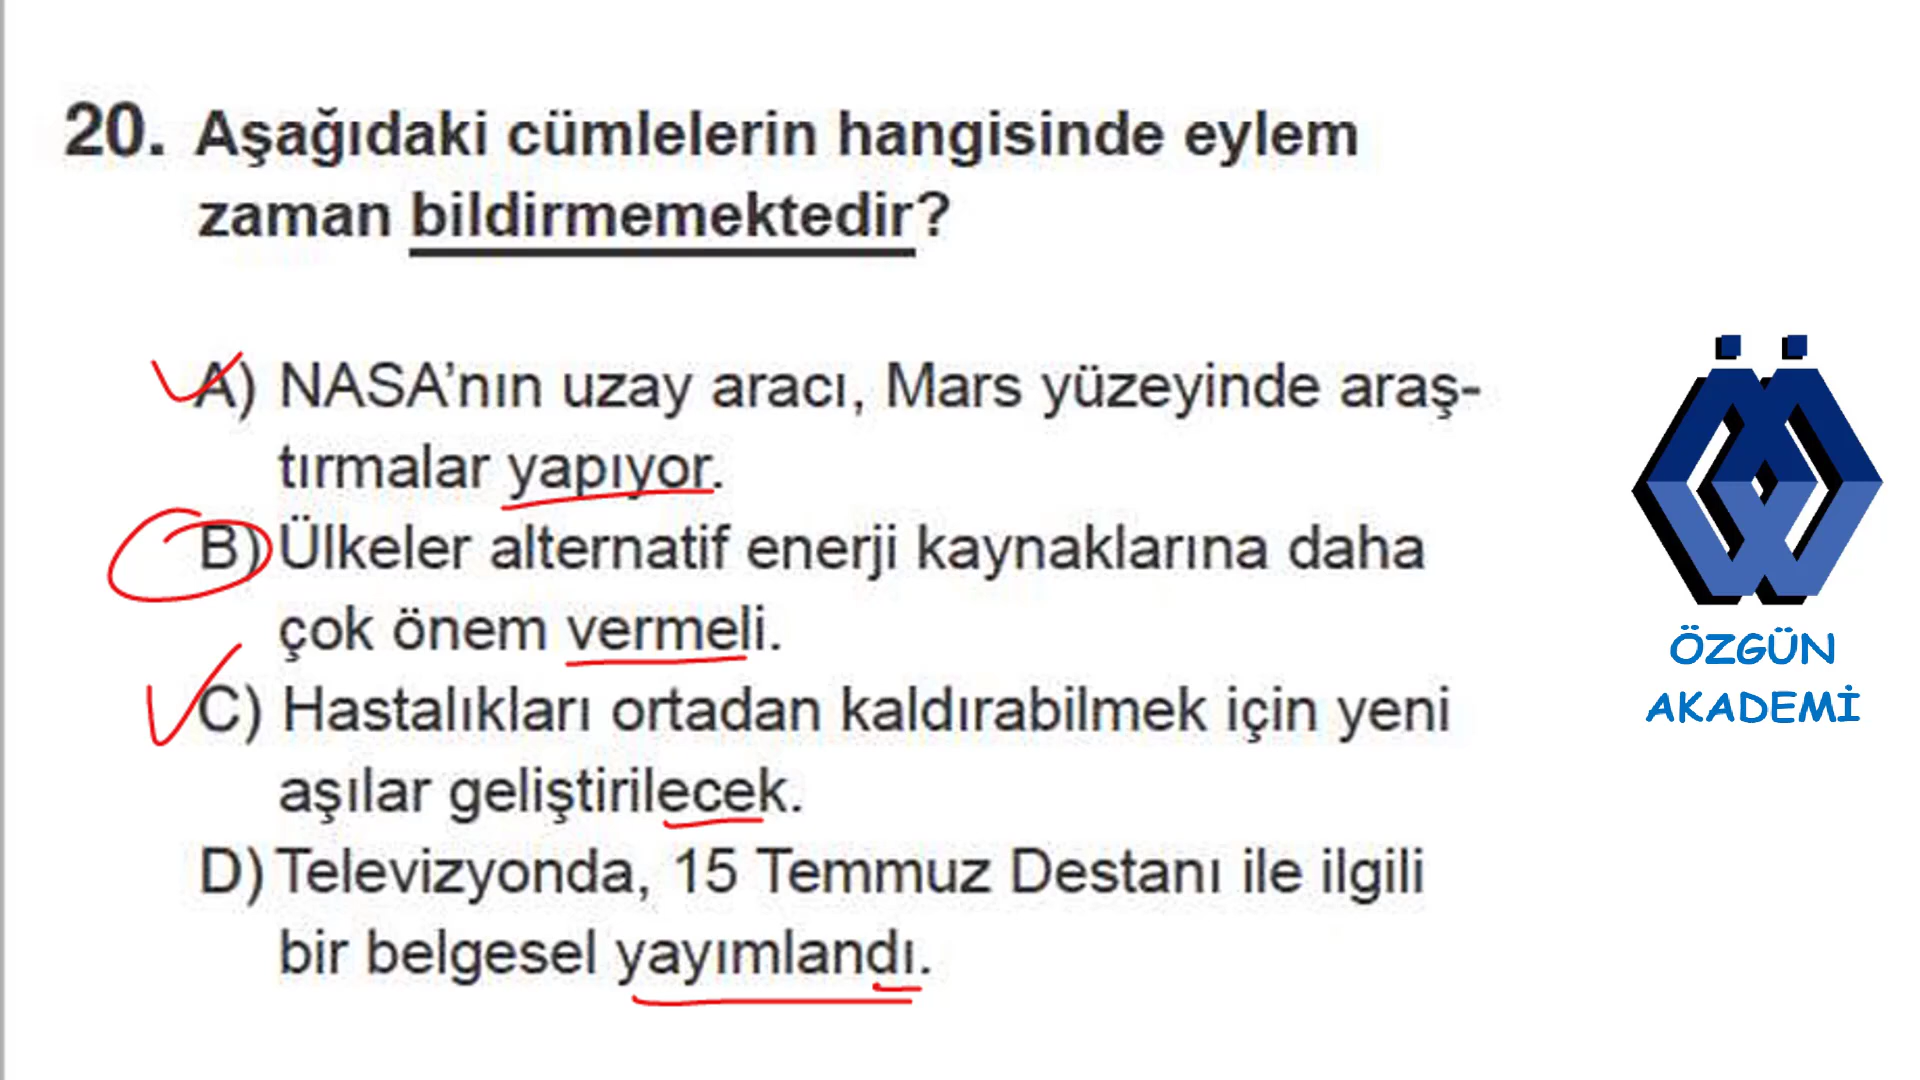 20. Aşağıdaki cümlelerin hangisinde eylem
zaman bildirmemektedir?
A) NASA'nın uzay aracı, Mars yüzeyinde araş-
tırmalar yapıyor.
B) Ülkeler alternatif enerji kaynaklarına daha
çok önem vermeli.
C) Hastalıkları ortadan kaldırabilmek için yeni
aşılar geliştirilecek.
D) Televizyonda, 15 Temmuz Destanı ile ilgili
bir belgesel yayımlandı.
ÖZGÜN
AKADEMİ